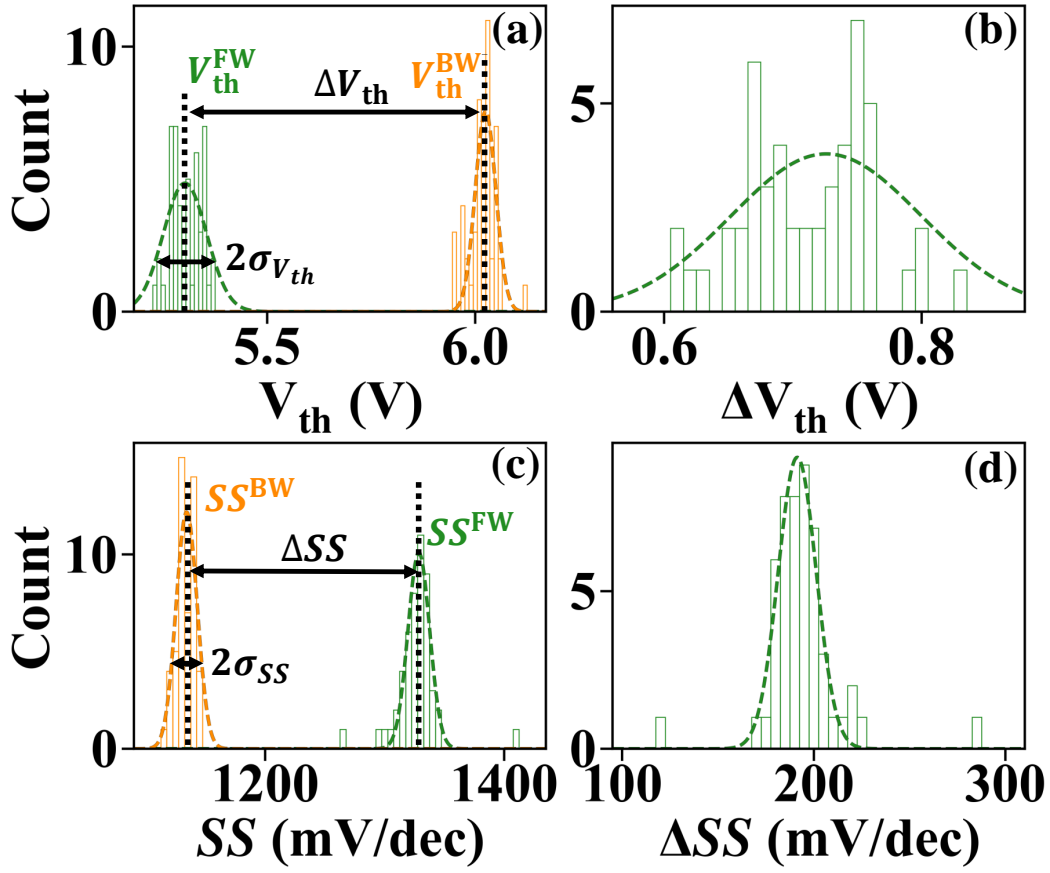 (a)
10
V_th^FW
V_th^BW
ΔV_th
Count
2σ_{V_th}
0
5.5
6.0
V_th (V)
(b)
5
0
0.6
0.8
ΔV_th (V)
(c)
SS^BW
SS^FW
10
ΔSS
Count
2σ_SS
0
1200
1400
SS (mV/dec)
(d)
5
0
100
200
300
ΔSS (mV/dec)